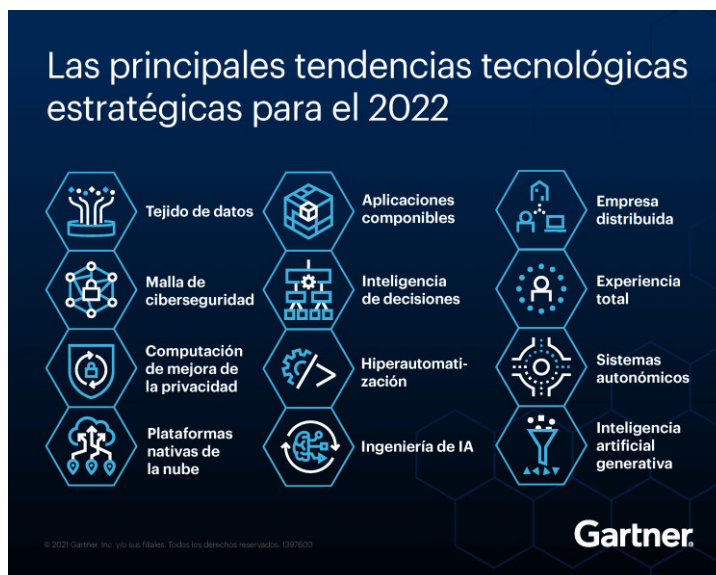 Las principales tendencias tecnológicas
estratégicas para el 2022
Tejido de datos
Malla de
ciberseguridad
Computación
de mejora de
la privacidad
Plataformas
nativas de
la nube
Aplicaciones
componibles
Inteligencia
de decisiones
Hiperautomati-
zación
Ingeniería de IA
Empresa
distribuida
Experiencia
total
Sistemas
autonómicos
Inteligencia
artificial
generativa
© 2021 Gartner, Inc. y/o sus filiales. Todos los derechos reservados. 1397600
Gartner.